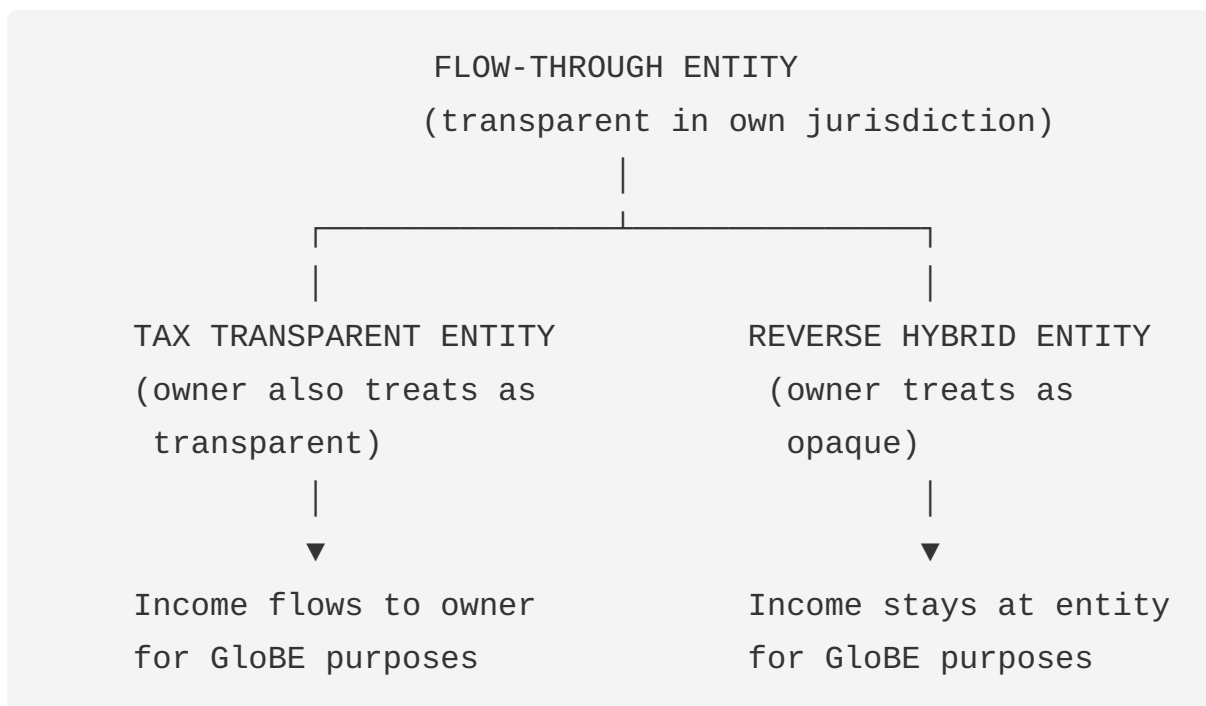 FLOW-THROUGH ENTITY
(transparent in own jurisdiction)
TAX TRANSPARENT ENTITY
(owner also treats as
transparent)
REVERSE HYBRID ENTITY
(owner treats as
opaque)
Income flows to owner
for GloBE purposes
Income stays at entity
for GloBE purposes